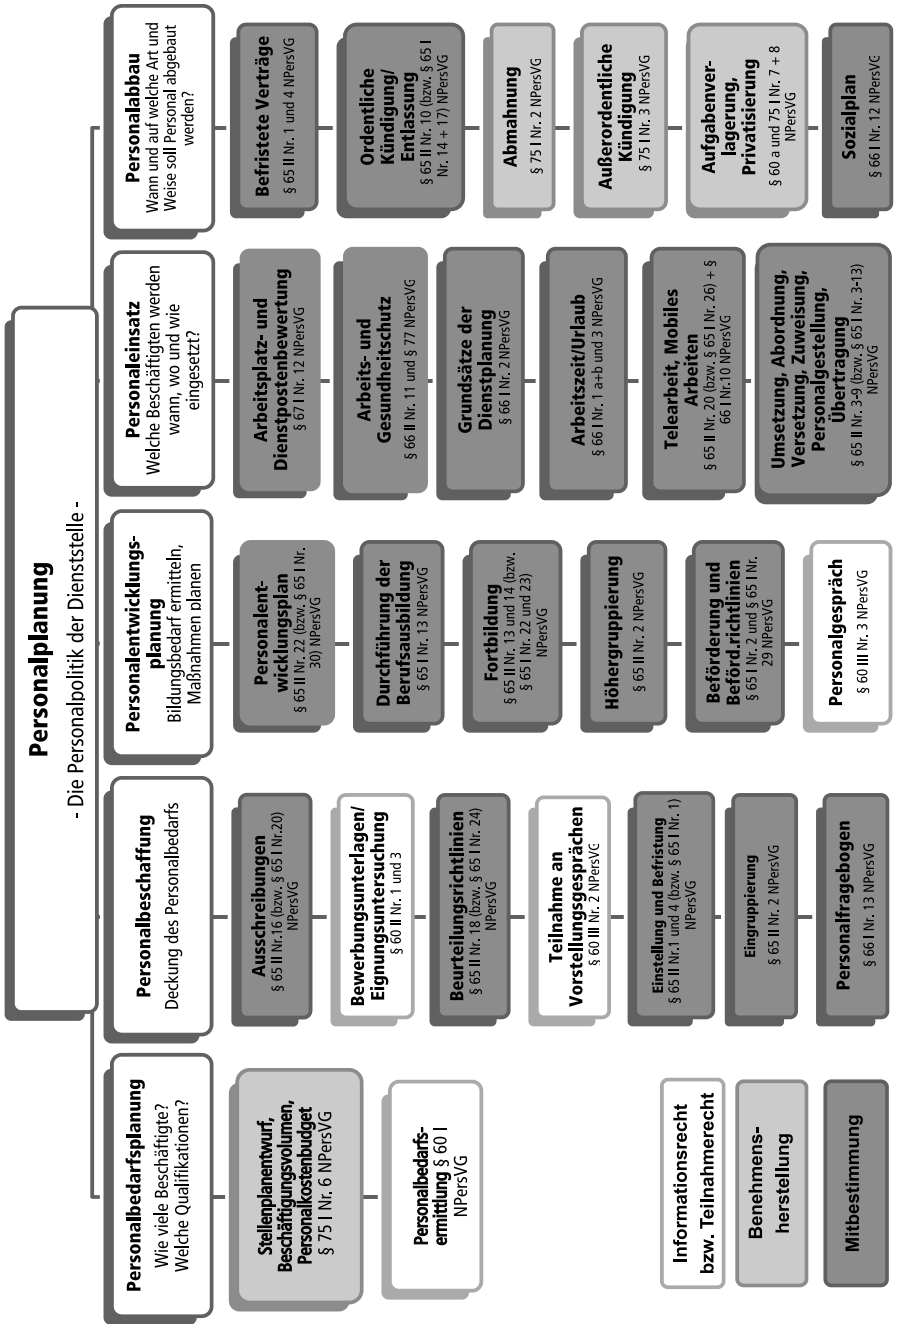 Personalplanung
- Die Personalpolitik der Dienststelle -
Personalbedarfsplanung
Wie viele Beschäftigte?
Welche Qualifikationen?
Stellenplanentwurf,
Beschäftigungsvolumen,
Personalkostenbudget
§ 75 I Nr. 6 NPersVG
Personalbedarfs-
ermittlung § 60 I
NPersVG
Personalbeschaffung
Deckung des Personalbedarfs
Ausschreibungen
§ 65 II Nr.16 (bzw. § 65 I Nr.20)
NPersVG
Bewerbungsunterlagen/
Eignungsuntersuchung
§ 60 II Nr. 1 und 3
Beurteilungsrichtlinien
§ 65 II Nr. 18 (bzw. § 65 I Nr. 24)
NPersVG
Teilnahme an
Vorstellungsgesprächen
§ 60 III Nr. 2 NPersVG
Einstellung und Befristung
§ 65 II Nr.1 und 4 (bzw. § 65 I Nr. 1)
NPersVG
Eingruppierung
§ 65 II Nr. 2 NPersVG
Personalfragebogen
§ 66 I Nr. 13 NPersVG
Personalentwicklungs-
planung
Bildungsbedarf ermitteln,
Maßnahmen planen
Personalent-
wicklungsplan
§ 65 II Nr. 22 (bzw. § 65 I Nr.
30) NPersVG
Durchführung der
Berufsausbildung
§ 65 I Nr. 13 NPersVG
Fortbildung
§ 65 II Nr. 13 und 14 (bzw.
§ 65 I Nr. 22 und 23)
NPersVG
Höhergruppierung
§ 65 II Nr. 2 NPersVG
Beförderung und
Beförd.richtlinien
§ 65 I Nr. 2 und § 65 I Nr.
29 NPersVG
Personalgespräch
§ 60 III Nr. 3 NPersVG
Personaleinsatz
Welche Beschäftigten werden
wann, wo und wie
eingesetzt?
Arbeitsplatz- und
Dienstpostenbewertung
§ 67 I Nr. 12 NPersVG
Arbeits- und
Gesundheitschutz
§ 66 II Nr. 11 und § 77 NPersVG
Grundsätze der
Dienstplanung
§ 66 I Nr. 2 NPersVG
Arbeitszeit/Urlaub
§ 66 I Nr. 1 a+b und 3 NPersVG
Telearbeit, Mobiles
Arbeiten
§ 65 II Nr. 20 (bzw. § 65 I Nr. 26) + §
66 I Nr.10 NPersVG
Umsetzung, Abordnung,
Versetzung, Zuweisung,
Personalgestellung,
Übertragung
§ 65 II Nr. 3-9 (bzw. § 65 I Nr. 3-13)
NPersVG
Personalabbau
Wann und auf welche Art und
Weise soll Personal abgebaut
werden?
Befristete Verträge
§ 65 II Nr. 1 und 4 NPersVG
Ordentliche
Kündigung/
Entlassung
§ 65 II Nr. 10 (bzw. § 65 I
Nr. 14 + 17) NPersVG
Abmahnung
§ 75 I Nr. 2 NPersVG
Außerordentliche
Kündigung
§ 75 I Nr. 3 NPersVG
Aufgabenver-
lagerung,
Privatisierung
§ 60 a und 75 I Nr. 7 + 8
NPersVG
Sozialplan
§ 66 I Nr. 12 NPersVG
Informationsrecht
bzw. Teilnahmerecht
Benehmens-
herstellung
Mitbestimmung